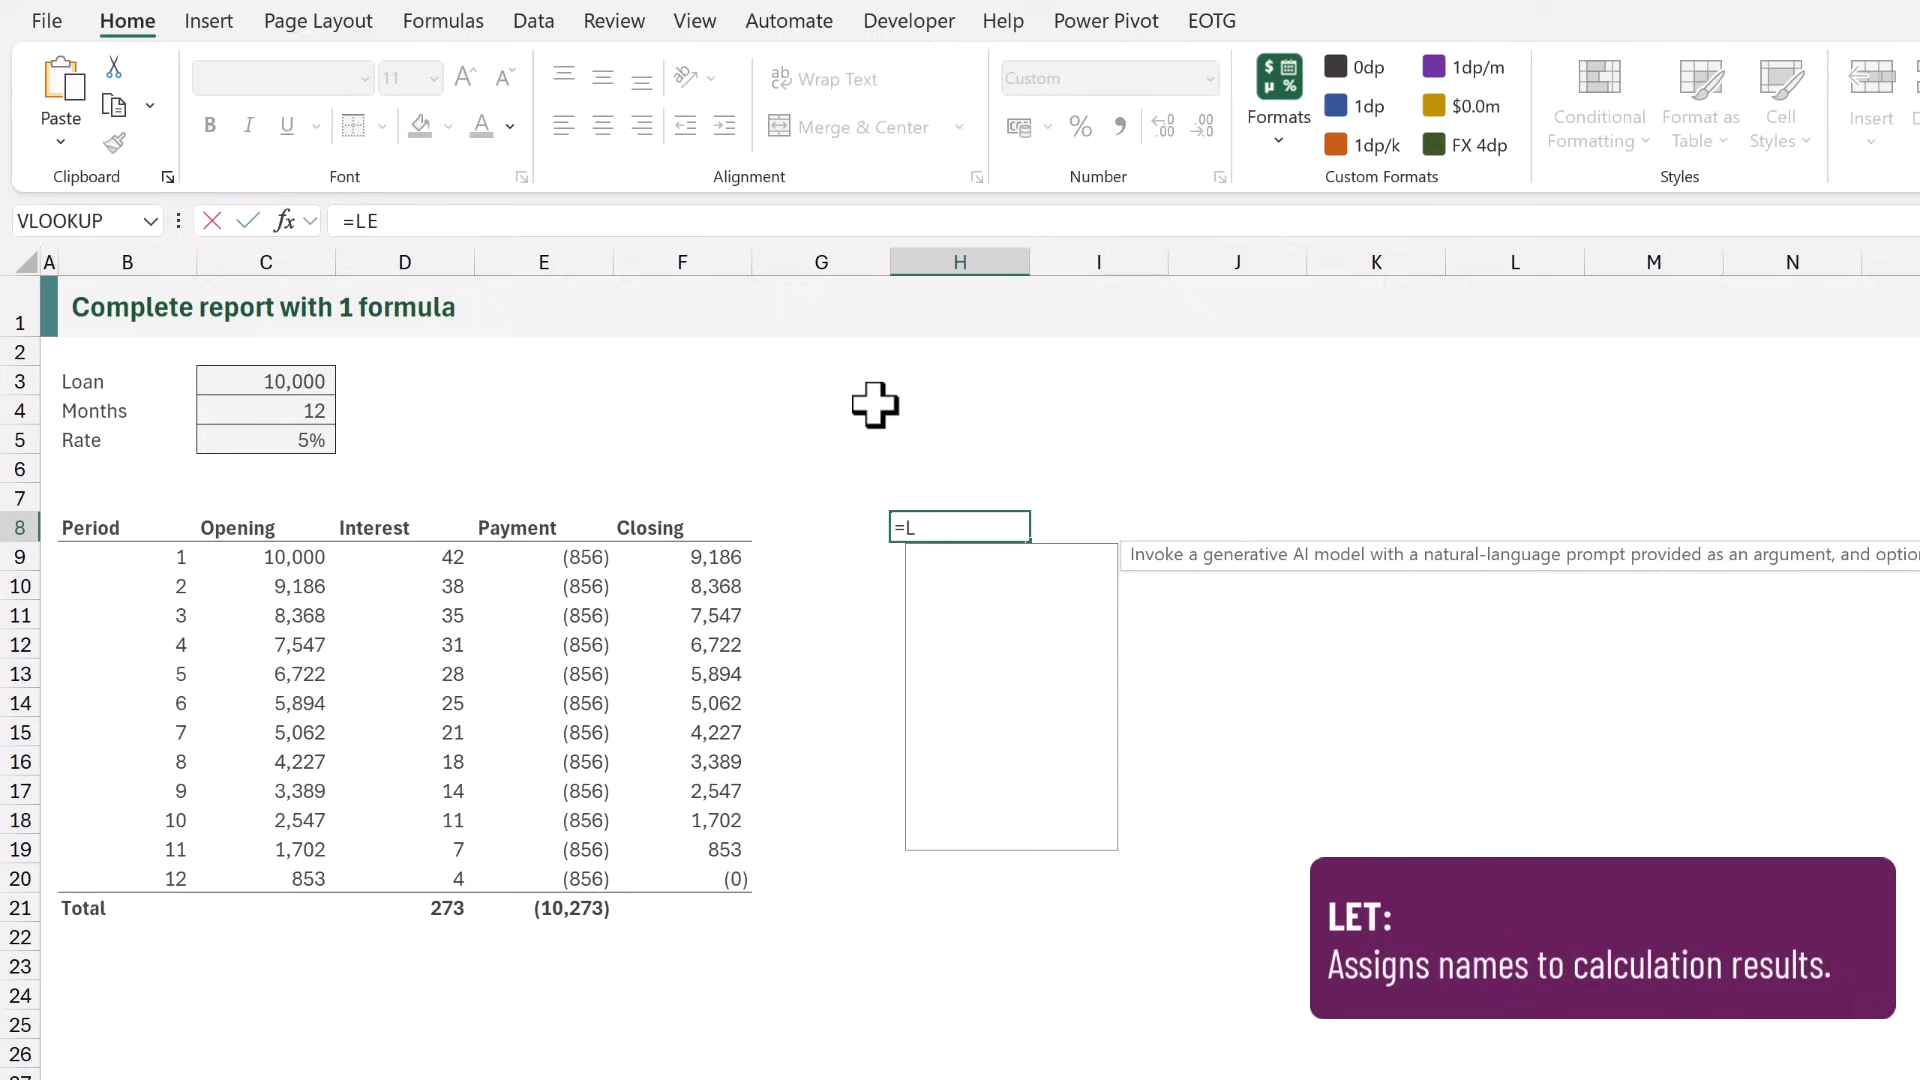 File Home Insert Page Layout Formulas Data Review View Automate Developer Help Power Pivot EOTG
Paste
Clipboard
11
B I U
Font
ab Wrap Text
Merge & Center
Alignment
Custom
Number
Formats
0dp 1dp/m
1dp $0.0m
1dp/k FX 4dp
Custom Formats
Conditional Formatting
Format as Table
Cell Styles
Styles
Insert
VLOOKUP fx =LE
A B C D E F G H I J K L M N
1 Complete report with 1 formula
2
3 Loan 10,000
4 Months 12
5 Rate 5%
6
7
8 Period Opening Interest Payment Closing =L
9 1 10,000 42 (856) 9,186 Invoke a generative AI model with a natural-language prompt provided as an argument, and optio
10 2 9,186 38 (856) 8,368
11 3 8,368 35 (856) 7,547
12 4 7,547 31 (856) 6,722
13 5 6,722 28 (856) 5,894
14 6 5,894 25 (856) 5,062
15 7 5,062 21 (856) 4,227
16 8 4,227 18 (856) 3,389
17 9 3,389 14 (856) 2,547
18 10 2,547 11 (856) 1,702
19 11 1,702 7 (856) 853
20 12 853 4 (856) (0)
21 Total 273 (10,273)
22
23
24
25
26
LET:
Assigns names to calculation results.